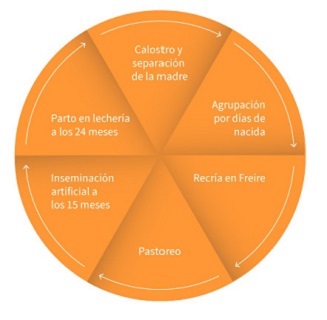 Calostro y
separación
de la madre
Agrupación
por días de
nacida
Recría en Freire
Pastoreo
Inseminación
artificial a
los 15 meses
Parto en lechería
a los 24 meses